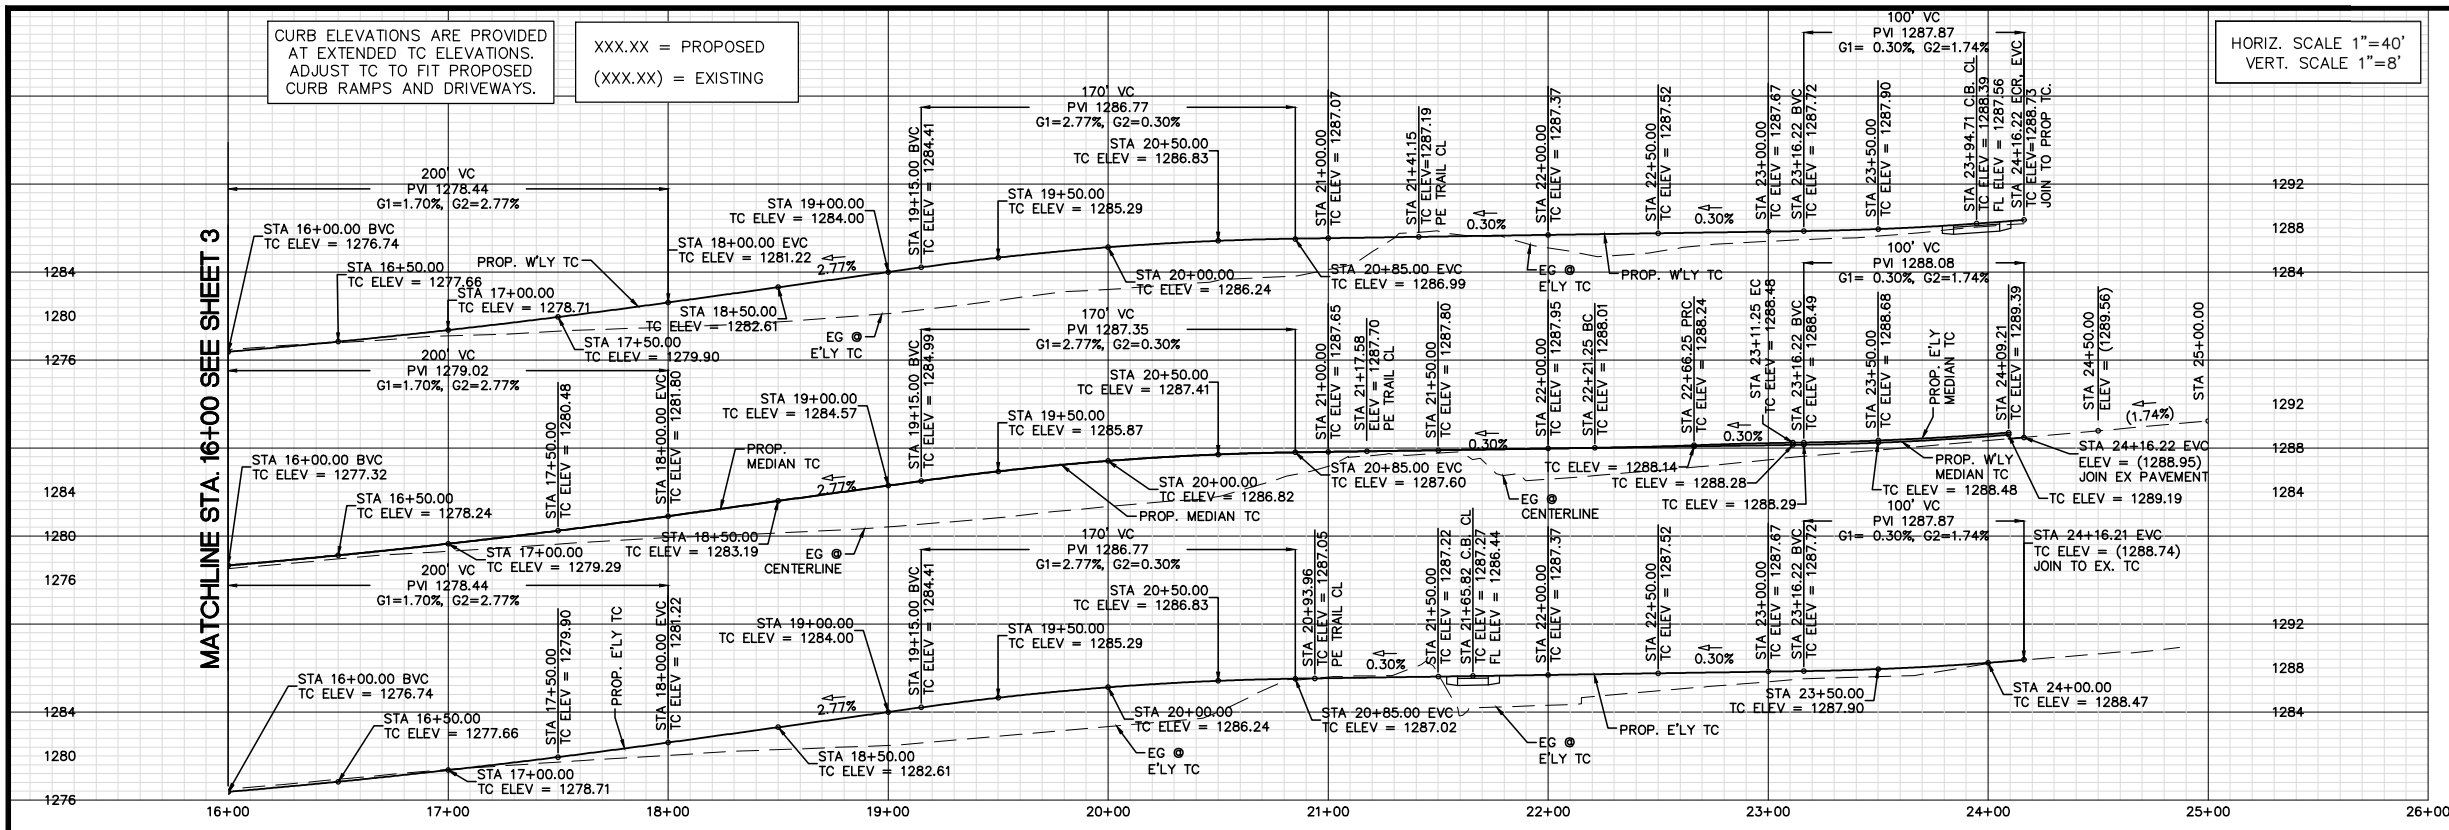 CURB ELEVATIONS ARE PROVIDED
AT EXTENDED TC ELEVATIONS.
ADJUST TC TO FIT PROPOSED
CURB RAMPS AND DRIVEWAYS.
XXX.XX = PROPOSED
(XXX.XX) = EXISTING
HORIZ. SCALE 1"=40'
VERT. SCALE 1"=8'
MATCHLINE STA. 16+00 SEE SHEET 3
200' VC
PVI 1278.44
G1=1.70%, G2=2.77%
STA 16+00.00 BVC
TC ELEV = 1276.74
STA 16+50.00
TC ELEV = 1277.66
STA 17+00.00
TC ELEV = 1278.71
PROP. W'LY TC
STA 17+50.00
TC ELEV = 1279.90
STA 18+00.00 EVC
TC ELEV = 1281.22
STA 18+50.00
TC ELEV = 1282.61
2.77%
STA 19+00.00
TC ELEV = 1284.00
EG @
E'LY TC
STA 19+15.00 BVC
TC ELEV = 1284.41
170' VC
PVI 1286.77
G1=2.77%, G2=0.30%
STA 19+50.00
TC ELEV = 1285.29
STA 20+00.00
TC ELEV = 1286.24
STA 20+50.00
TC ELEV = 1286.83
STA 20+85.00 EVC
TC ELEV = 1286.99
STA 21+00.00
TC ELEV = 1287.07
STA 21+41.15
TC ELEV=1287.19
PE TRAIL CL
0.30%
EG @
E'LY TC
STA 22+00.00
TC ELEV = 1287.37
PROP. W'LY TC
STA 22+50.00
TC ELEV = 1287.52
0.30%
STA 23+00.00
TC ELEV = 1287.67
STA 23+16.22 BVC
TC ELEV = 1287.72
100' VC
PVI 1287.87
G1= 0.30%, G2=1.74%
STA 23+50.00
TC ELEV = 1287.90
STA 23+94.71 C.B. CL
TC ELEV = 1288.39
FL ELEV = 1287.56
STA 24+16.22 ECR, EVC
TC ELEV=1288.73
JOIN TO PROP TC.
1292
1288
1284
1284
1280
1276
200' VC
PVI 1279.02
G1=1.70%, G2=2.77%
STA 16+00.00 BVC
TC ELEV = 1277.32
STA 16+50.00
TC ELEV = 1278.24
STA 17+00.00
TC ELEV = 1279.29
STA 17+50.00
TC ELEV = 1280.48
STA 18+00.00 EVC
TC ELEV = 1281.80
PROP.
MEDIAN TC
STA 18+50.00
TC ELEV = 1283.19
2.77%
EG @
CENTERLINE
STA 19+00.00
TC ELEV = 1284.57
STA 19+15.00 BVC
TC ELEV = 1284.99
170' VC
PVI 1287.35
G1=2.77%, G2=0.30%
STA 19+50.00
TC ELEV = 1285.87
STA 20+00.00
TC ELEV = 1286.82
PROP. MEDIAN TC
STA 20+50.00
TC ELEV = 1287.41
STA 20+85.00 EVC
TC ELEV = 1287.60
STA 21+00.00
TC ELEV = 1287.65
STA 21+17.58
ELEV = 1287.70
PE TRAIL CL
STA 21+50.00
TC ELEV = 1287.80
0.30%
EG @
CENTERLINE
STA 22+00.00
TC ELEV = 1287.95
STA 22+21.25 BC
TC ELEV = 1288.01
STA 22+66.25 PRC
TC ELEV = 1288.24
TC ELEV = 1288.14
0.30%
STA 23+11.25 EC
TC ELEV = 1288.48
TC ELEV = 1288.28
STA 23+16.22 BVC
TC ELEV = 1288.49
TC ELEV = 1288.29
100' VC
PVI 1288.08
G1= 0.30%, G2=1.74%
STA 23+50.00
TC ELEV = 1288.68
TC ELEV = 1288.48
PROP. E'LY
MEDIAN TC
PROP. W'LY
MEDIAN TC
STA 24+09.21
TC ELEV = 1289.39
TC ELEV = 1289.19
STA 24+16.22 EVC
ELEV = (1288.95)
JOIN EX PAVEMENT
STA 24+50.00
ELEV = (1289.56)
(1.74%)
STA 25+00.00
1292
1288
1284
1284
1280
1276
200' VC
PVI 1278.44
G1=1.70%, G2=2.77%
STA 16+00.00 BVC
TC ELEV = 1276.74
STA 16+50.00
TC ELEV = 1277.66
STA 17+00.00
TC ELEV = 1278.71
STA 17+50.00
TC ELEV = 1279.90
PROP. E'LY TC
STA 18+00.00 EVC
TC ELEV = 1281.22
STA 18+50.00
TC ELEV = 1282.61
2.77%
STA 19+00.00
TC ELEV = 1284.00
STA 19+15.00 BVC
TC ELEV = 1284.41
170' VC
PVI 1286.77
G1=2.77%, G2=0.30%
STA 19+50.00
TC ELEV = 1285.29
STA 20+00.00
TC ELEV = 1286.24
EG @
E'LY TC
STA 20+50.00
TC ELEV = 1286.83
STA 20+85.00 EVC
TC ELEV = 1287.02
STA 20+93.96
TC ELEV = 1287.05
PE TRAIL CL
0.30%
STA 21+50.00
TC ELEV = 1287.22
STA 21+65.82 C.B. CL
TC ELEV = 1287.27
FL ELEV = 1286.44
EG @
E'LY TC
STA 22+00.00
TC ELEV = 1287.37
PROP. E'LY TC
STA 22+50.00
TC ELEV = 1287.52
0.30%
STA 23+00.00
TC ELEV = 1287.67
STA 23+16.22 BVC
TC ELEV = 1287.72
100' VC
PVI 1287.87
G1= 0.30%, G2=1.74%
STA 23+50.00
TC ELEV = 1287.90
STA 24+00.00
TC ELEV = 1288.47
STA 24+16.21 EVC
TC ELEV = (1288.74)
JOIN TO EX. TC
1292
1288
1284
1284
1280
1276
16+00 17+00 18+00 19+00 20+00 21+00 22+00 23+00 24+00 25+00 26+00